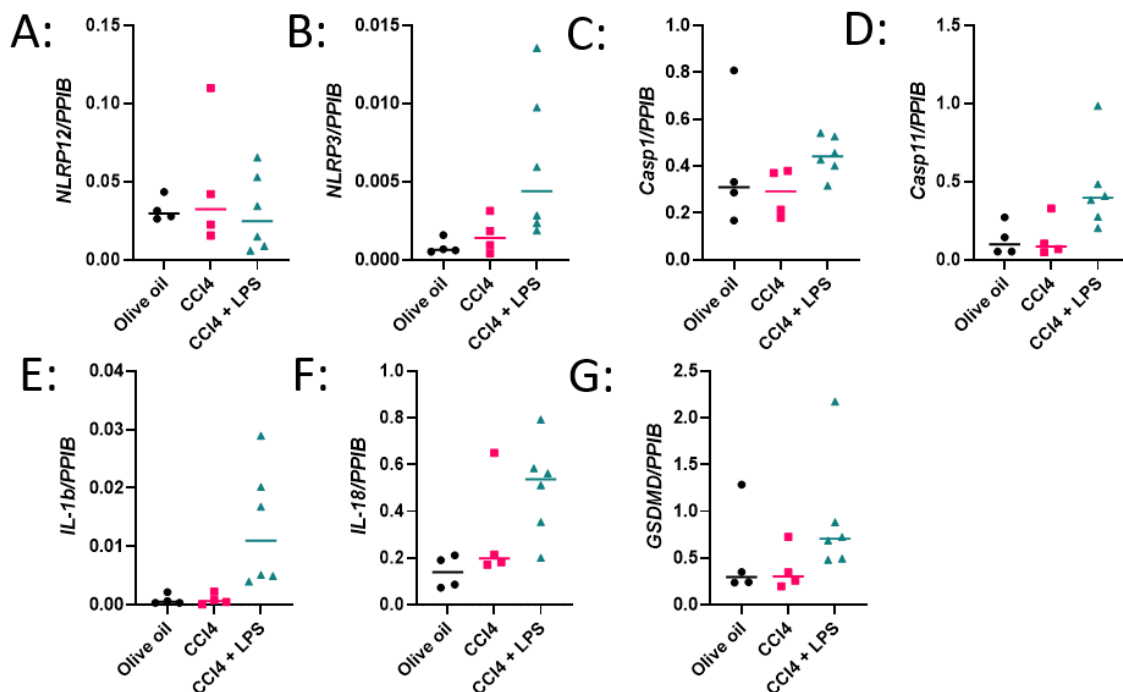 A:
NLRP12/PPIB
0.15
0.10
0.05
0.00
Olive oil
CCl4
CCl4 + LPS
B:
NLRP3/PPIB
0.015
0.010
0.005
0.000
Olive oil
CCl4
CCl4 + LPS
C:
Casp1/PPIB
1.0
0.8
0.6
0.4
0.2
0.0
Olive oil
CCl4
CCl4 + LPS
D:
Casp11/PPIB
1.5
1.0
0.5
0.0
Olive oil
CCl4
CCl4 + LPS
E:
IL-1b/PPIB
0.04
0.03
0.02
0.01
0.00
Olive oil
CCl4
CCl4 + LPS
F:
IL-18/PPIB
1.0
0.8
0.6
0.4
0.2
0.0
Olive oil
CCl4
CCl4 + LPS
G:
GSDMD/PPIB
2.5
2.0
1.5
1.0
0.5
0.0
Olive oil
CCl4
CCl4 + LPS